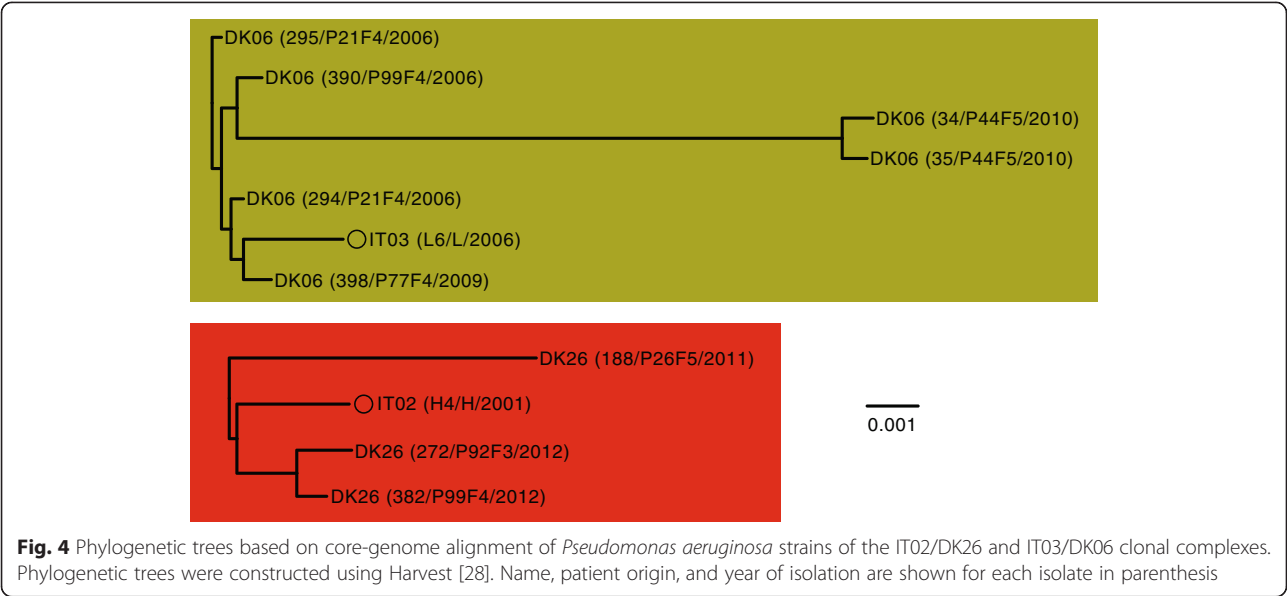 DK06 (295/P21F4/2006)
DK06 (390/P99F4/2006)
DK06 (34/P44F5/2010)
DK06 (35/P44F5/2010)
DK06 (294/P21F4/2006)
IT03 (L6/L/2006)
DK06 (398/P77F4/2009)
DK26 (188/P26F5/2011)
IT02 (H4/H/2001)
0.001
DK26 (272/P92F3/2012)
DK26 (382/P99F4/2012)
Fig. 4 Phylogenetic trees based on core-genome alignment of Pseudomonas aeruginosa strains of the IT02/DK26 and IT03/DK06 clonal complexes.
Phylogenetic trees were constructed using Harvest [28]. Name, patient origin, and year of isolation are shown for each isolate in parenthesis